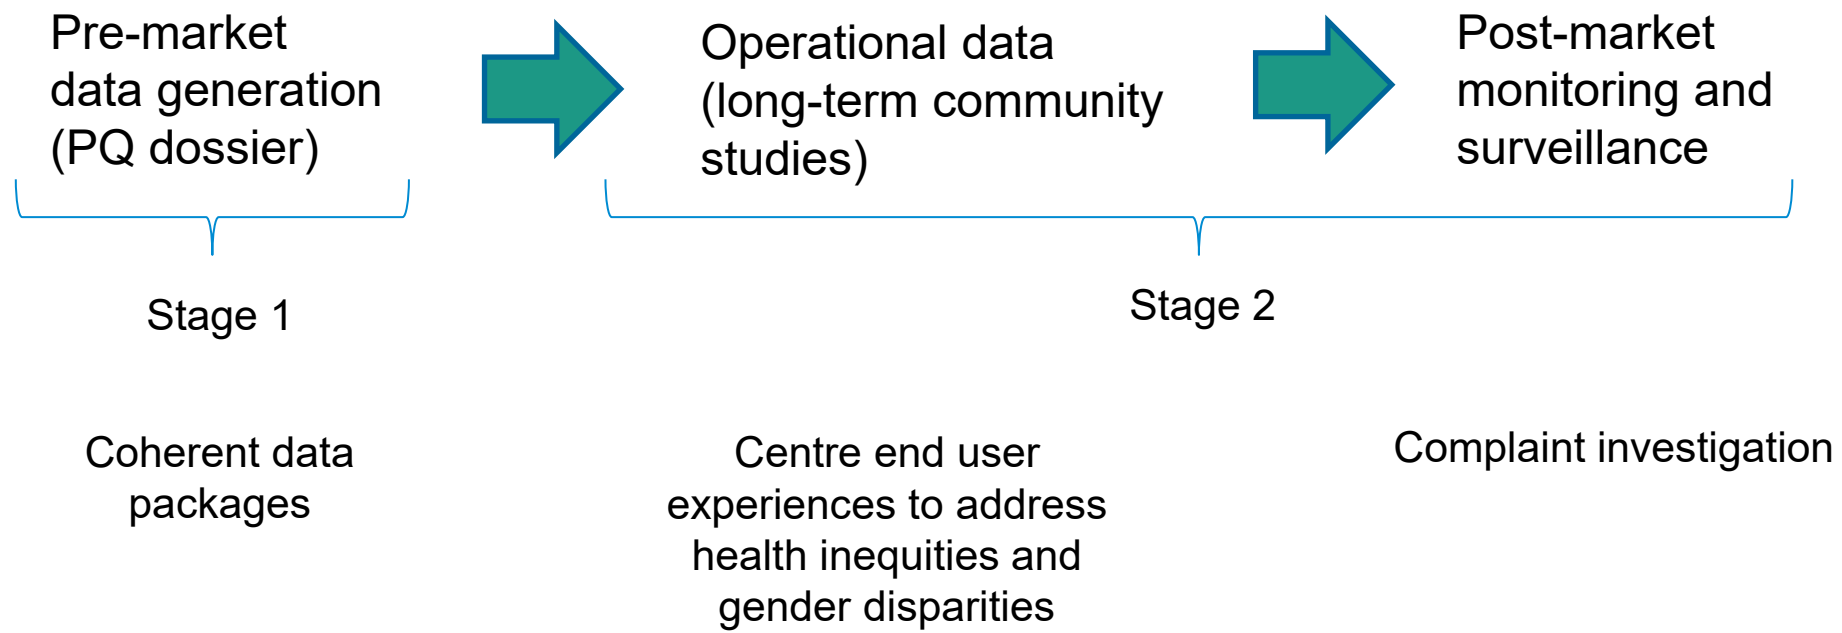 Pre-market
data generation
(PQ dossier)
Operational data
(long-term community
studies)
Post-market
monitoring and
surveillance
Stage 1
Stage 2
Coherent data
packages
Centre end user
experiences to address
health inequities and
gender disparities
Complaint investigation